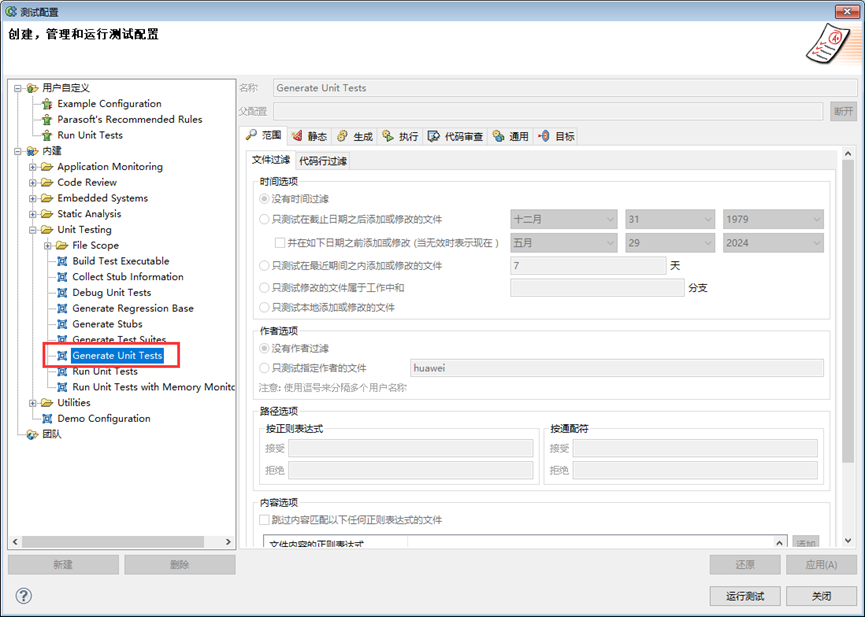 测试配置
创建，管理和运行测试配置
用户自定义
Example Configuration
Parasoft's Recommended Rules
Run Unit Tests
内建
Application Monitoring
Code Review
Embedded Systems
Static Analysis
Unit Testing
File Scope
Build Test Executable
Collect Stub Information
Debug Unit Tests
Generate Regression Base
Generate Stubs
Generate Test Suites
Generate Unit Tests
Run Unit Tests
Run Unit Tests with Memory Monito
Utilities
Demo Configuration
团队
新建 删除
名称 Generate Unit Tests
父配置 断开
范围 静态 生成 执行 代码审查 通用 目标
文件过滤 代码行过滤
时间选项
没有时间过滤
只测试在截止日期之后添加或修改的文件 十二月 31 1979
并在如下日期之前添加或修改 (当无效时表示现在 ) 五月 29 2024
只测试在最近期间之内添加或修改的文件 7 天
只测试修改的文件属于工作中和 分支
只测试本地添加或修改的文件
作者选项
没有作者过滤
只测试指定作者的文件 huawei
注意: 使用逗号来分隔多个用户名称
路径选项
按正则表达式 按通配符
接受 接受
拒绝 拒绝
内容选项
跳过内容匹配以下任何正则表达式的文件
文件内容的正则表达式 添加
还原 应用(A)
运行测试 关闭